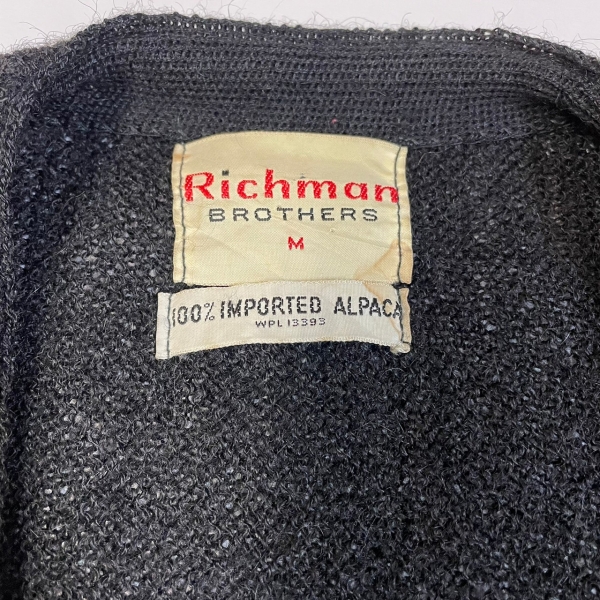 Richman
BROTHERS
M
100% IMPORTED ALPACA
WPL 13393